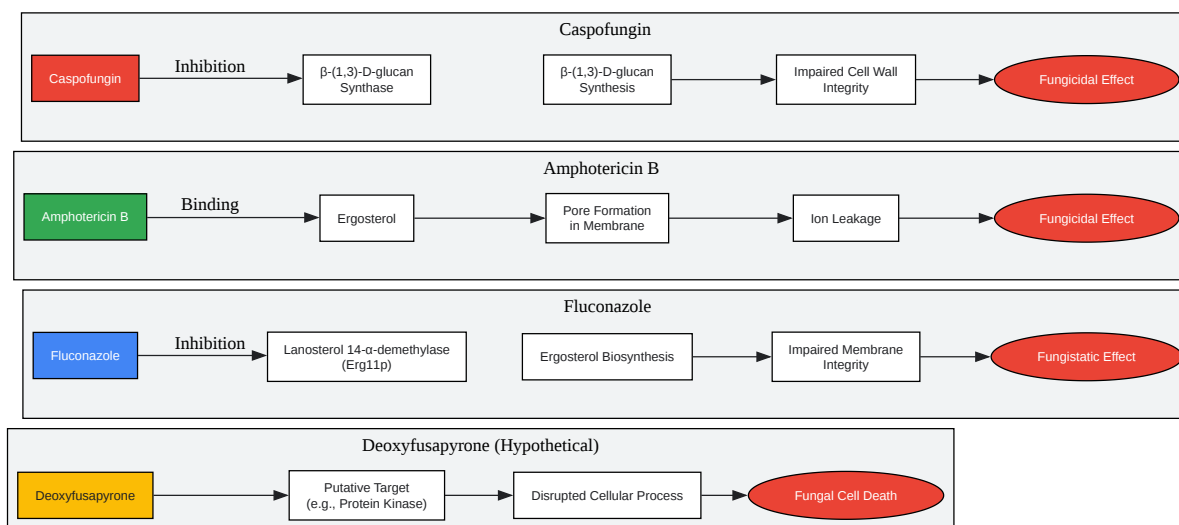 Caspofungin
Caspofungin
Inhibition
β-(1,3)-D-glucan
Synthase
β-(1,3)-D-glucan
Synthesis
Impaired Cell Wall
Integrity
Fungicidal Effect
Amphotericin B
Amphotericin B
Binding
Ergosterol
Pore Formation
in Membrane
Ion Leakage
Fungicidal Effect
Fluconazole
Fluconazole
Inhibition
Lanosterol 14-α-demethylase
(Erg11p)
Ergosterol Biosynthesis
Impaired Membrane
Integrity
Fungistatic Effect
Deoxyfusapyrone (Hypothetical)
Deoxyfusapyrone
Putative Target
(e.g., Protein Kinase)
Disrupted Cellular Process
Fungal Cell Death